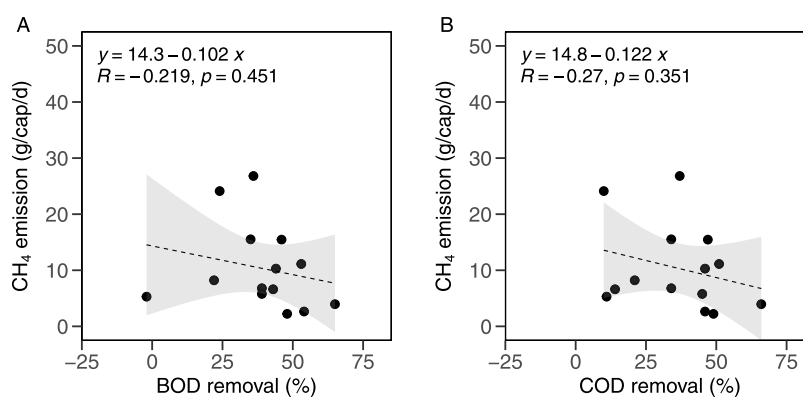 A
y = 14.3 – 0.102 x
R = −0.219, p = 0.451
50
40
30
20
10
0
CH4 emission (g/cap/d)
−25 0 25 50 75
BOD removal (%)
B
y = 14.8 – 0.122 x
R = −0.27, p = 0.351
50
40
30
20
10
0
CH4 emission (g/cap/d)
−25 0 25 50 75
COD removal (%)